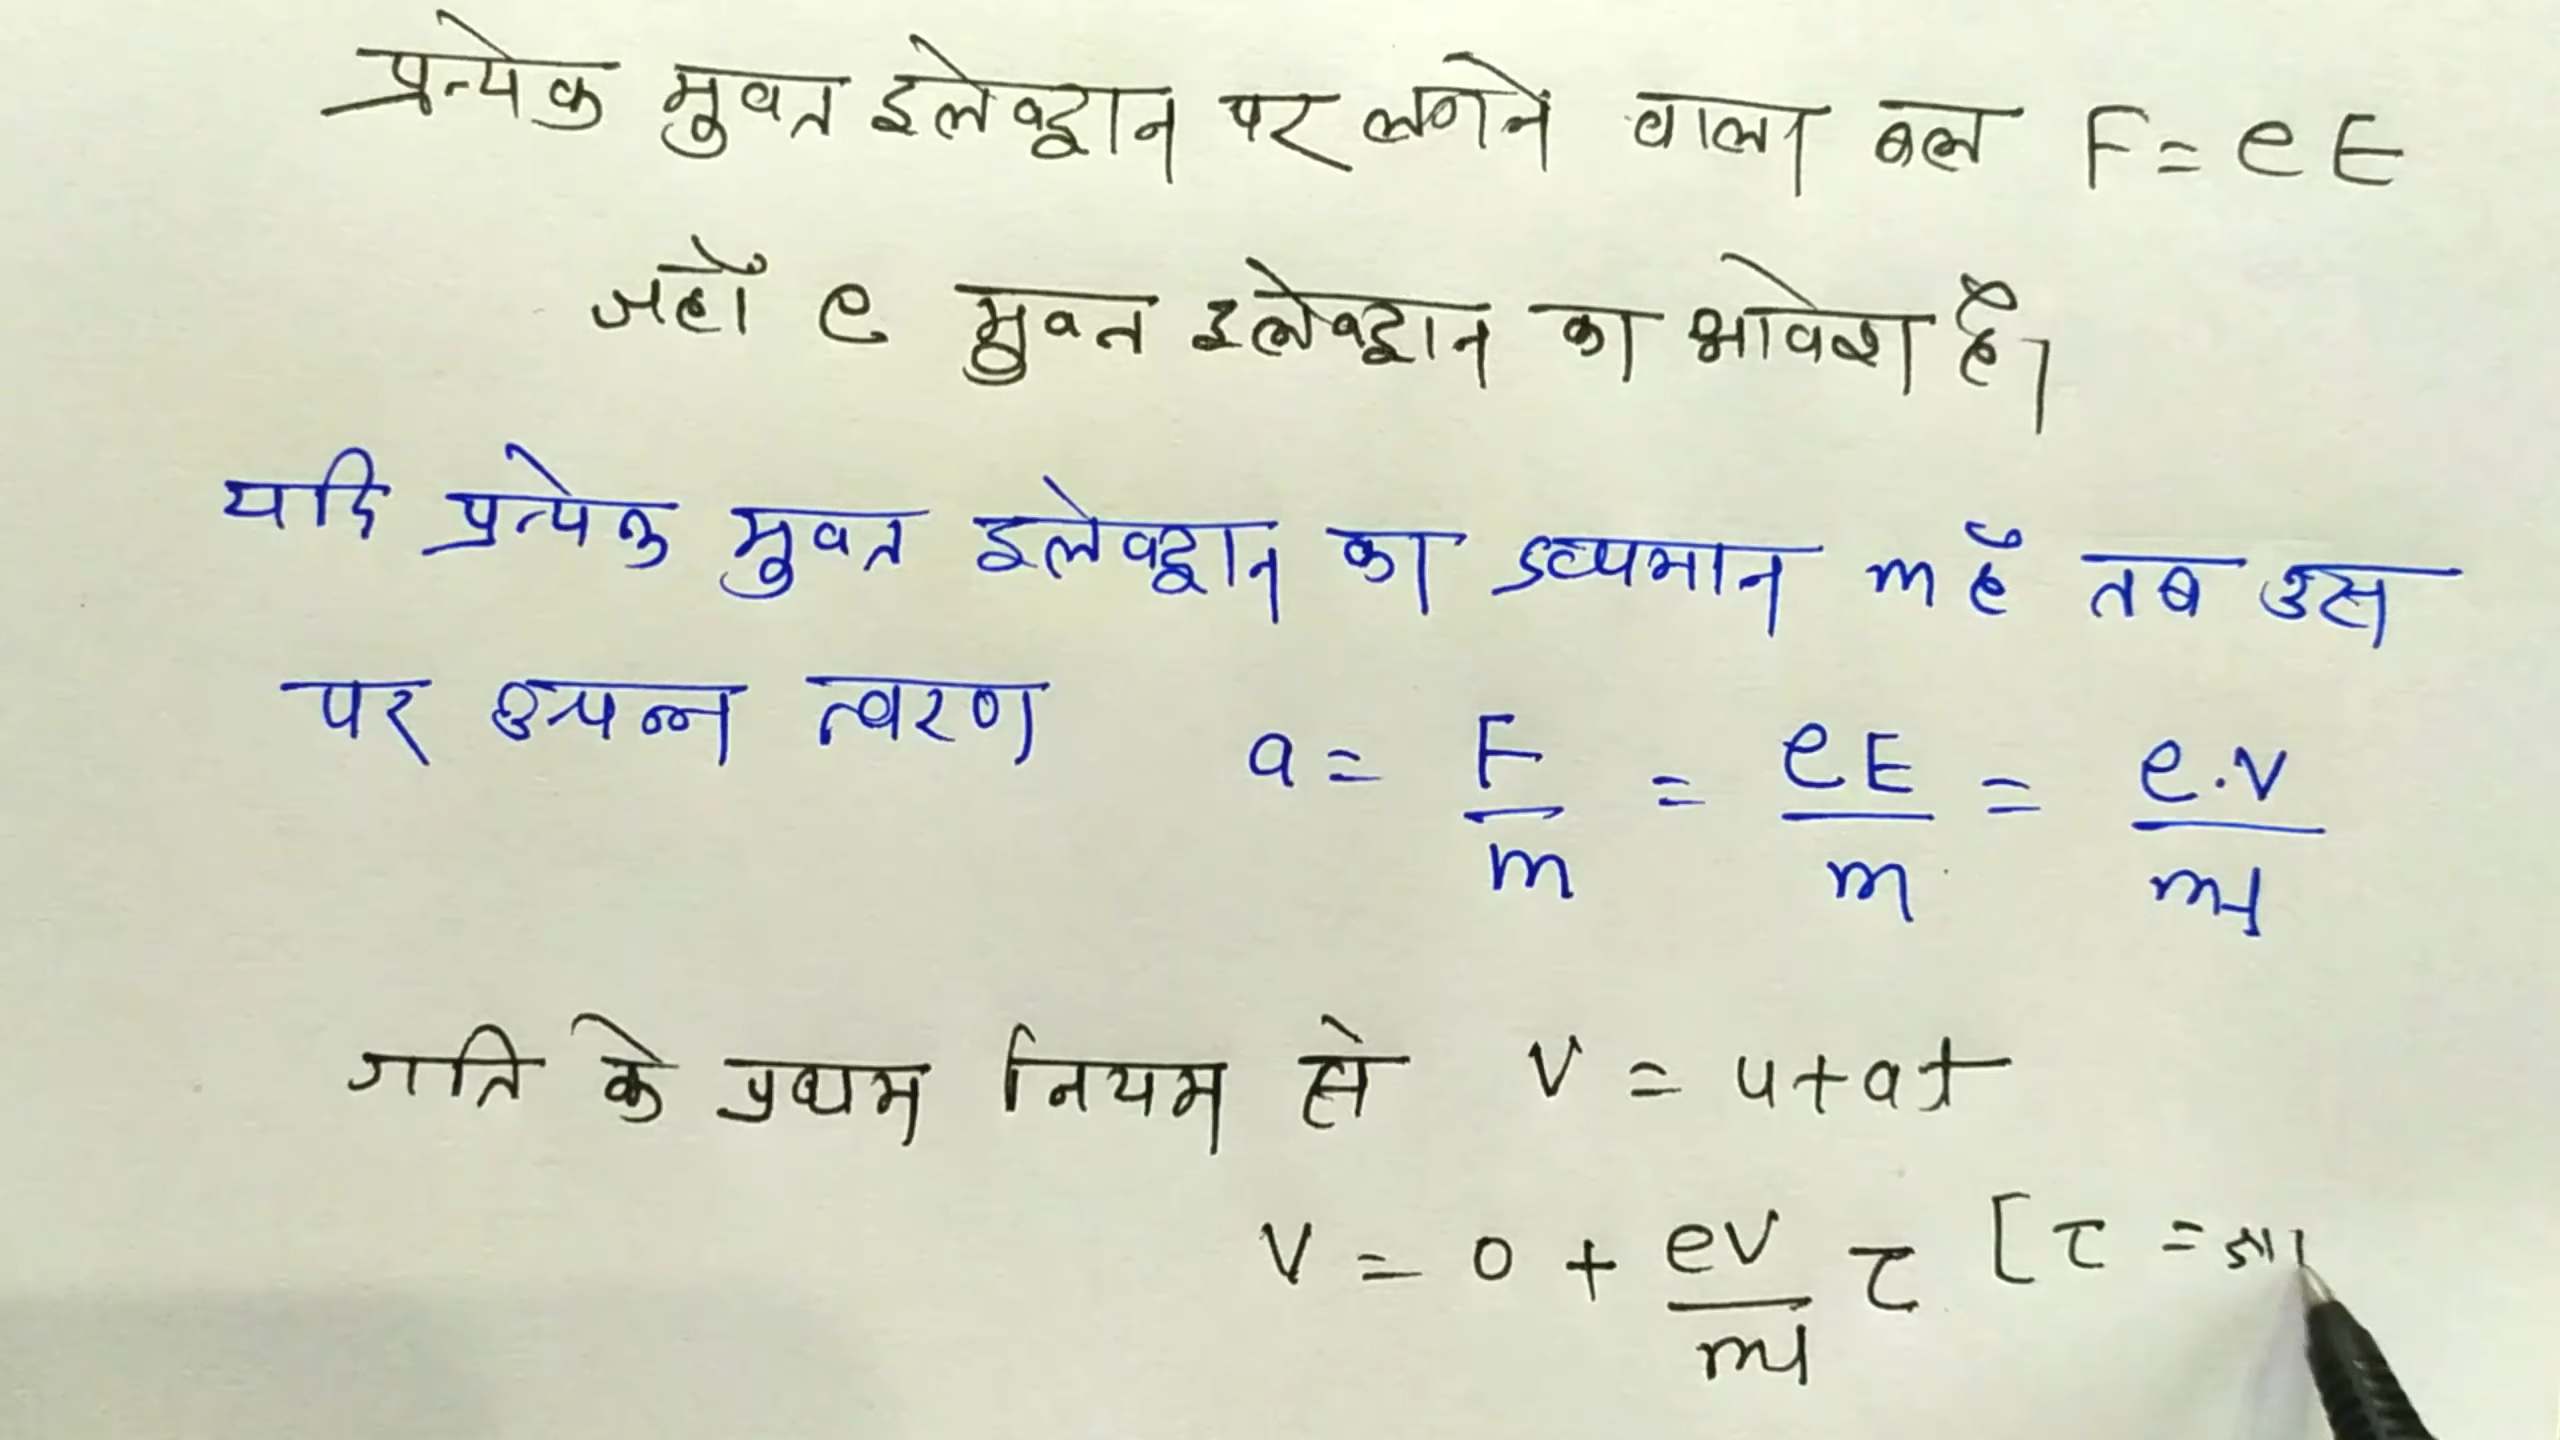 प्रत्येक मुक्त इलेक्ट्रान पर लगने वाला बल F = eE
जहाँ e मुक्त इलेक्ट्रान का आवेश है।
यदि प्रत्येक मुक्त इलेक्ट्रान का द्रव्यमान m है तब उस
पर उत्पन्न त्वरण a = F/m = eE/m = e.V/ml
गति के प्रथम नियम से v = u+at
v = 0 + eV/ml τ [ τ =